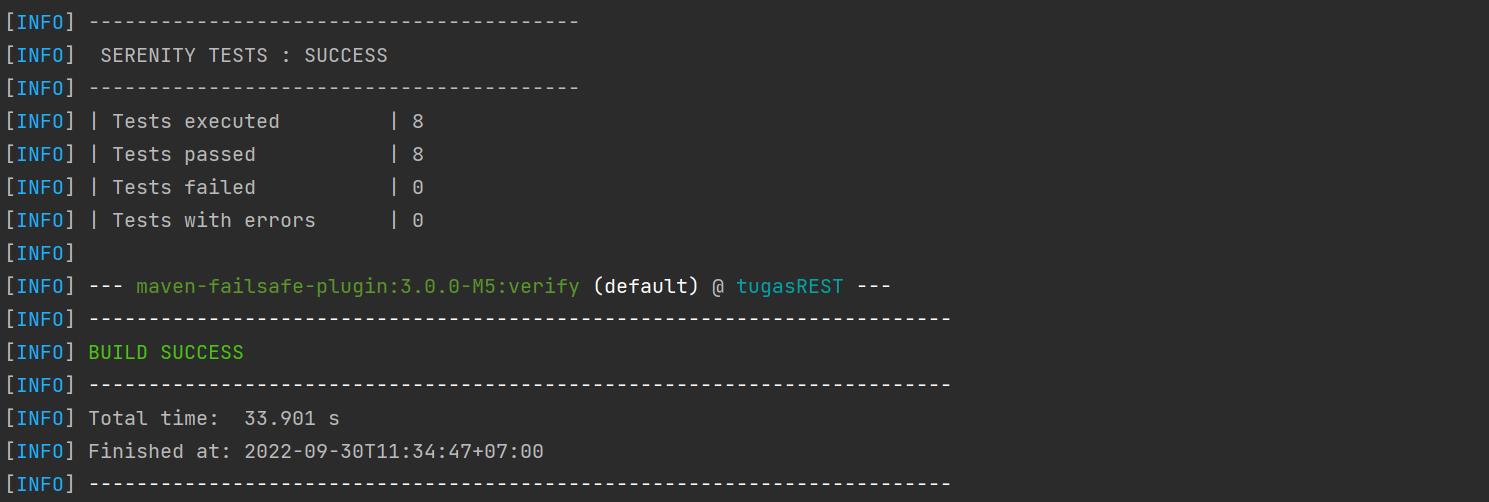 [INFO] -----------------------------------------
[INFO]  SERENITY TESTS : SUCCESS
[INFO] -----------------------------------------
[INFO] | Tests executed         | 8
[INFO] | Tests passed           | 8
[INFO] | Tests failed           | 0
[INFO] | Tests with errors      | 0
[INFO]
[INFO] --- maven-failsafe-plugin:3.0.0-M5:verify (default) @ tugasREST ---
[INFO] ------------------------------------------------------------------------
[INFO] BUILD SUCCESS
[INFO] ------------------------------------------------------------------------
[INFO] Total time:  33.901 s
[INFO] Finished at: 2022-09-30T11:34:47+07:00
[INFO] ------------------------------------------------------------------------